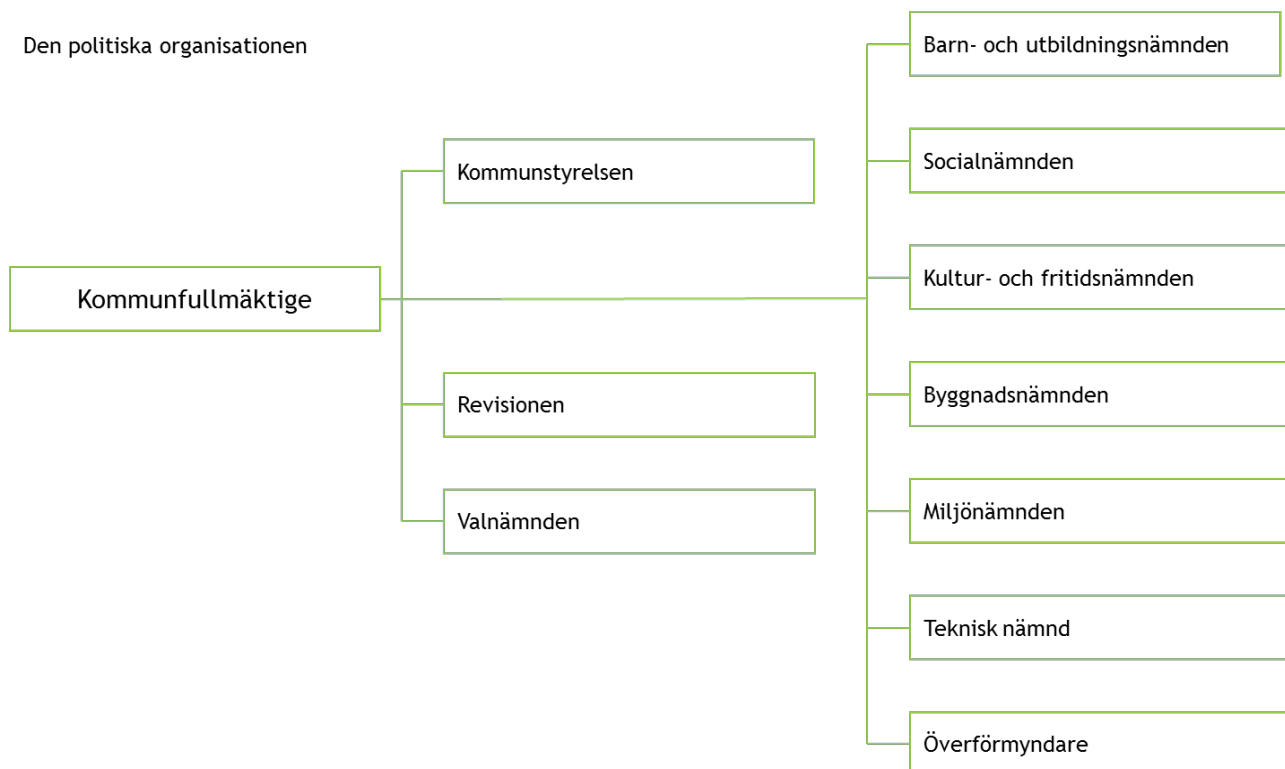 Den politiska organisationen
Kommunfullmäktige
Kommunstyrelsen
Revisionen
Valnämnden
Barn- och utbildningsnämnden
Socialnämnden
Kultur- och fritidsnämnden
Byggnadsnämnden
Miljönämnden
Teknisk nämnd
Överförmyndare